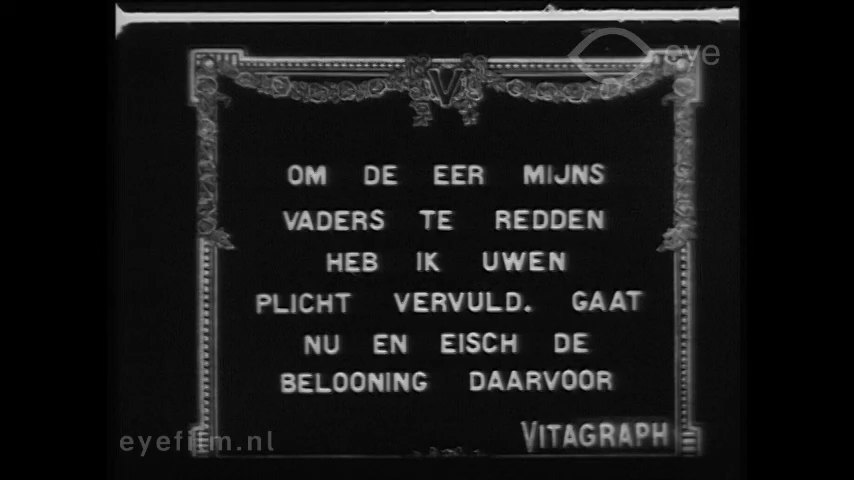 V
eye
OM DE EER MIJNS
VADERS TE REDDEN
HEB IK UWEN
PLICHT VERVULD. GAAT
NU EN EISCH DE
BELOONING DAARVOOR
VITAGRAPH
eyefilm.nl